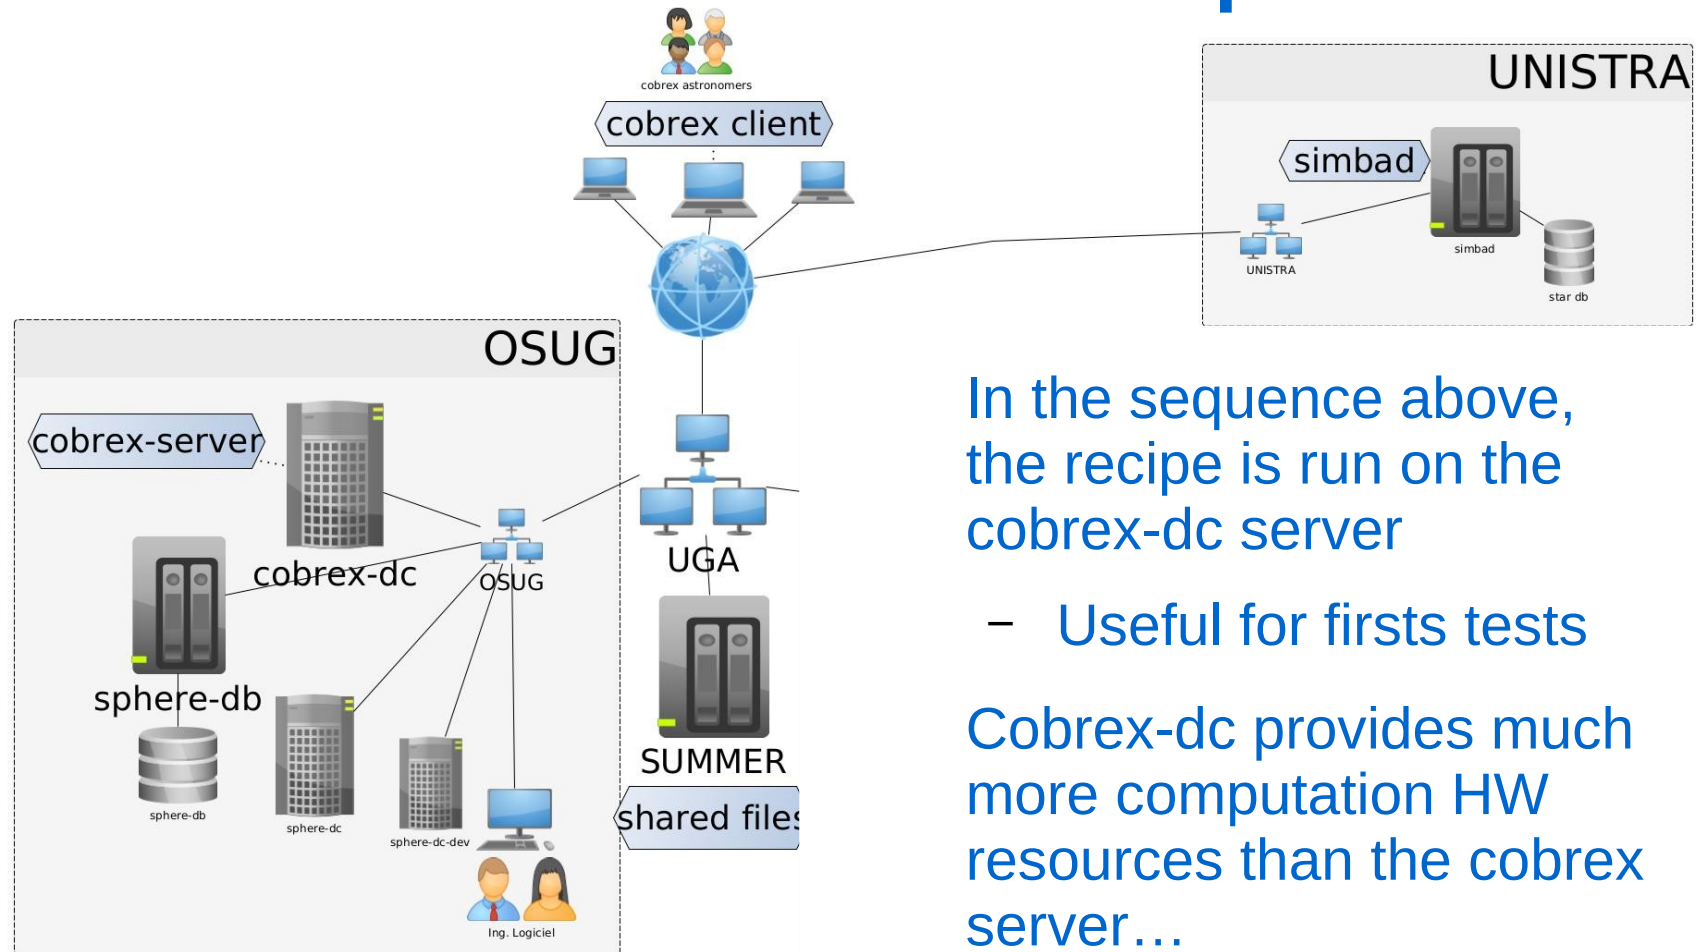 cobrex astronomers
cobrex client
UNISTRA
simbad
simbad
UNISTRA
star db
OSUG
cobrex-server
cobrex-dc
OSUG
UGA
sphere-db
sphere-db
sphere-dc
sphere-dc-dev
Ing. Logiciel
SUMMER
shared files
In the sequence above,
the recipe is run on the
cobrex-dc server
– Useful for firsts tests
Cobrex-dc provides much
more computation HW
resources than the cobrex
server…